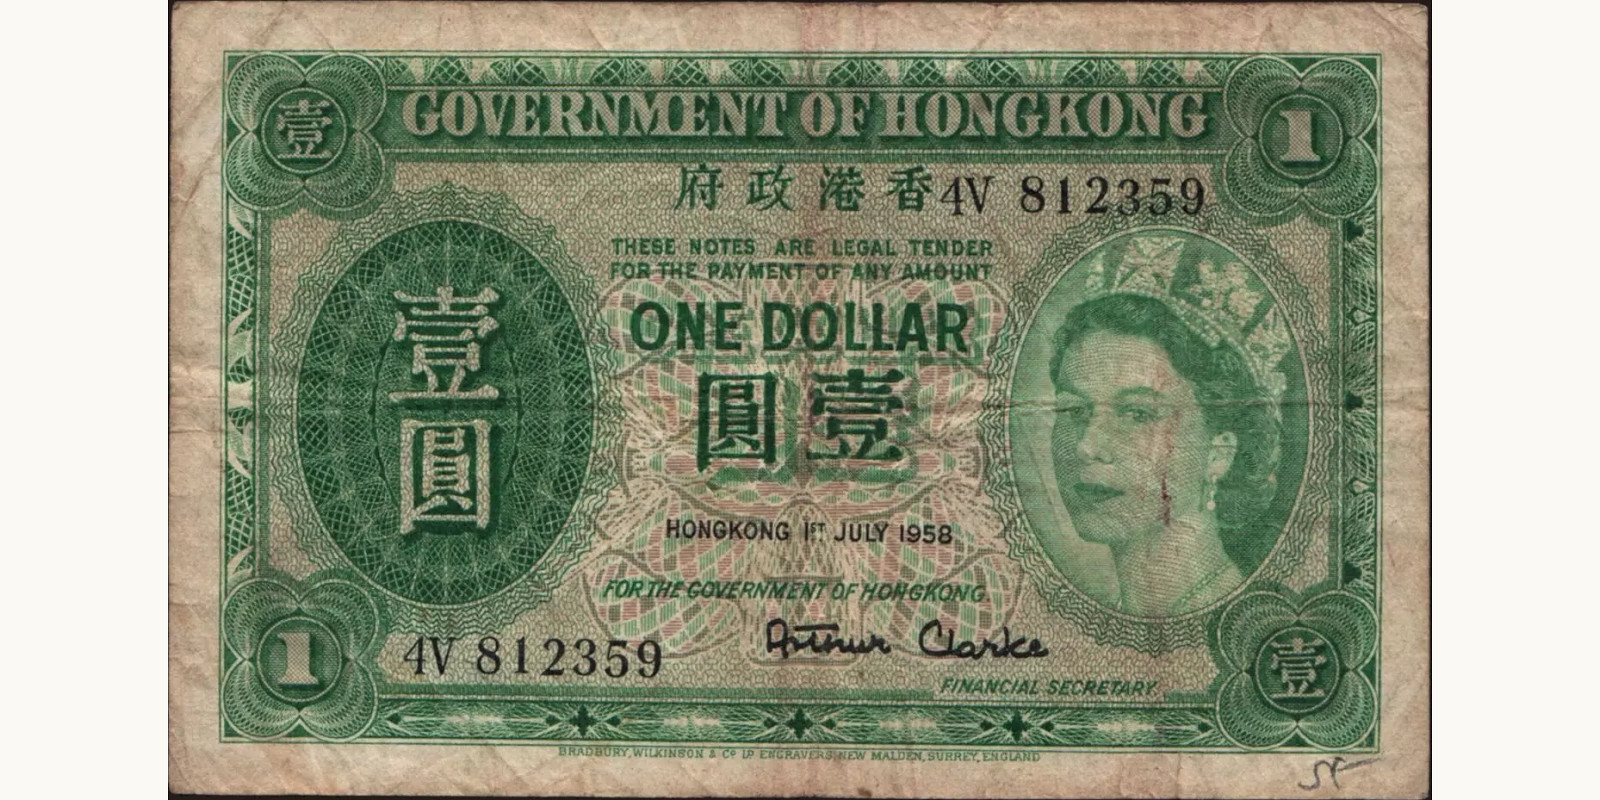 壹
GOVERNMENT OF HONGKONG
1
府政港香
4V 812359
THESE NOTES ARE LEGAL TENDER
FOR THE PAYMENT OF ANY AMOUNT
ONE DOLLAR
圓壹
壹
圓
HONGKONG 1ST JULY 1958
FOR THE GOVERNMENT OF HONGKONG.
Arthur Clarke
FINANCIAL SECRETARY.
1
4V 812359
壹
BRADBURY, WILKINSON & Co LD ENGRAVERS, NEW MALDEN, SURREY, ENGLAND